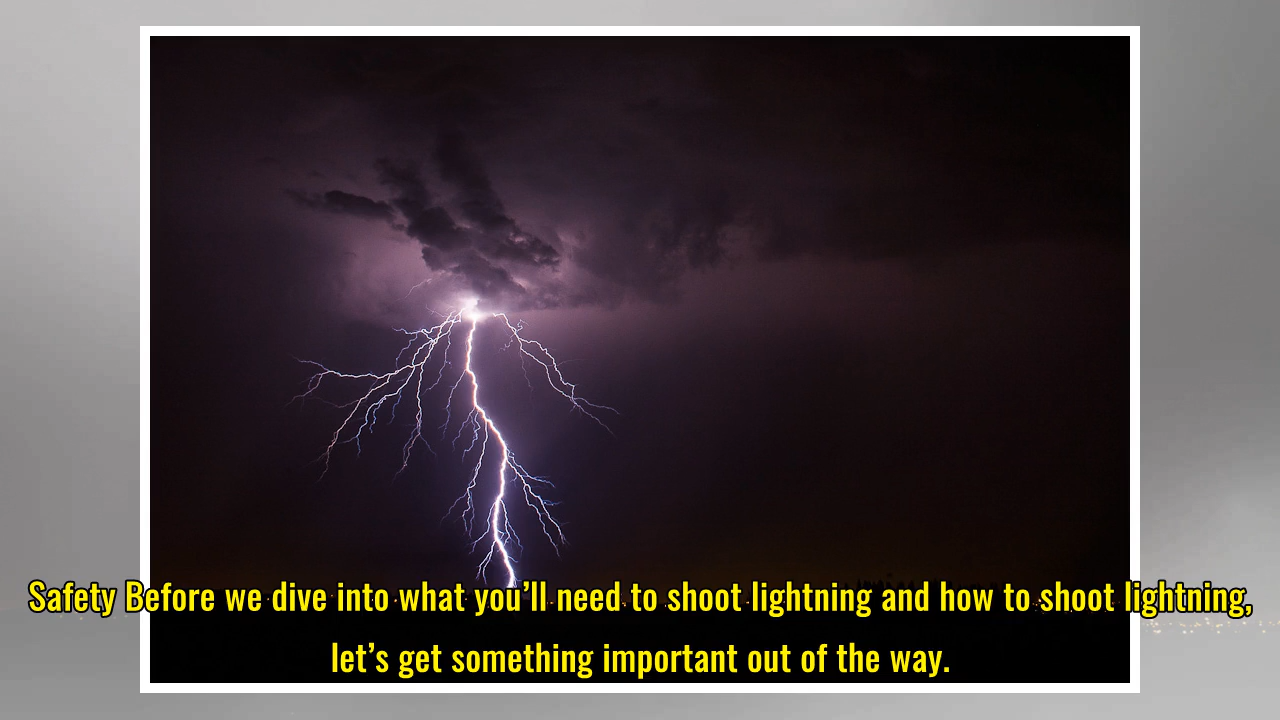 Safety Before we dive into what you’ll need to shoot lightning and how to shoot lightning,
let’s get something important out of the way.